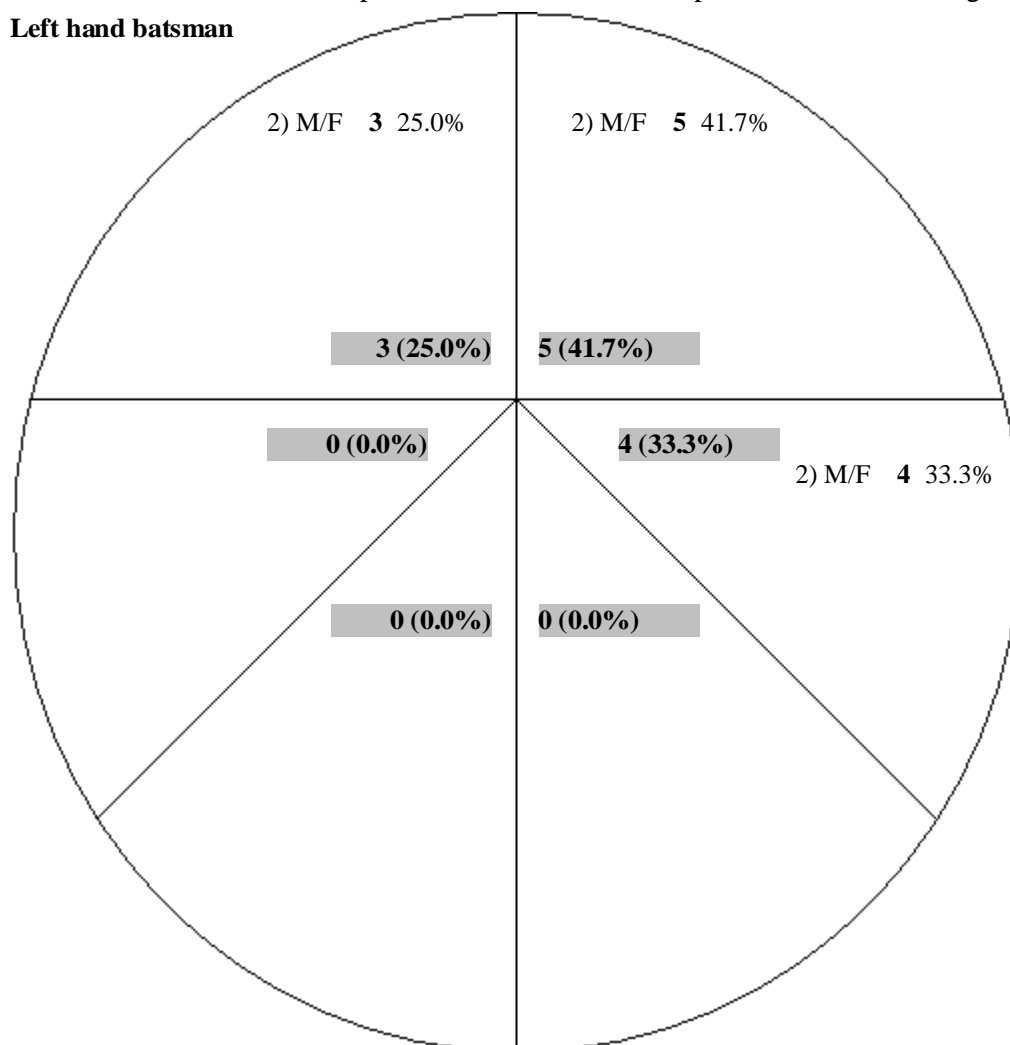 Left hand batsman
2) M/F 3 25.0% 2) M/F 5 41.7%
3 (25.0%) 5 (41.7%)
0 (0.0%) 4 (33.3%)
2) M/F 4 33.3%
0 (0.0%) 0 (0.0%)